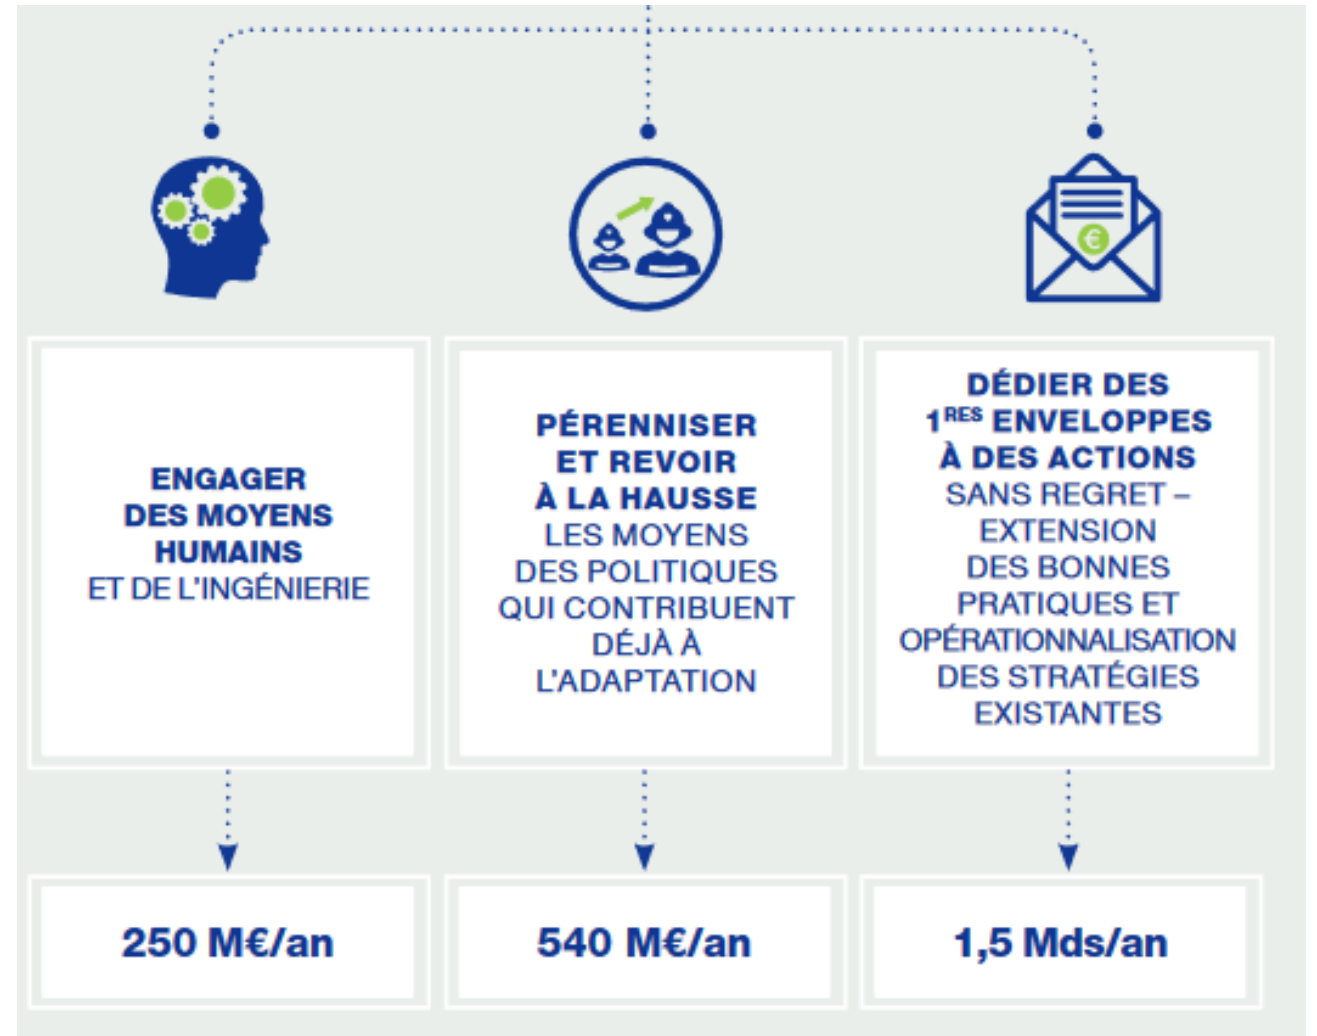 €
ENGAGER
DES MOYENS
HUMAINS
ET DE L'INGÉNIERIE
PÉRENNISER
ET REVOIR
À LA HAUSSE
LES MOYENS
DES POLITIQUES
QUI CONTRIBUENT
DÉJÀ À
L'ADAPTATION
DÉDIER DES
1RES ENVELOPPES
À DES ACTIONS
SANS REGRET –
EXTENSION
DES BONNES
PRATIQUES ET
OPÉRATIONNALISATION
DES STRATÉGIES
EXISTANTES
250 M€/an
540 M€/an
1,5 Mds/an